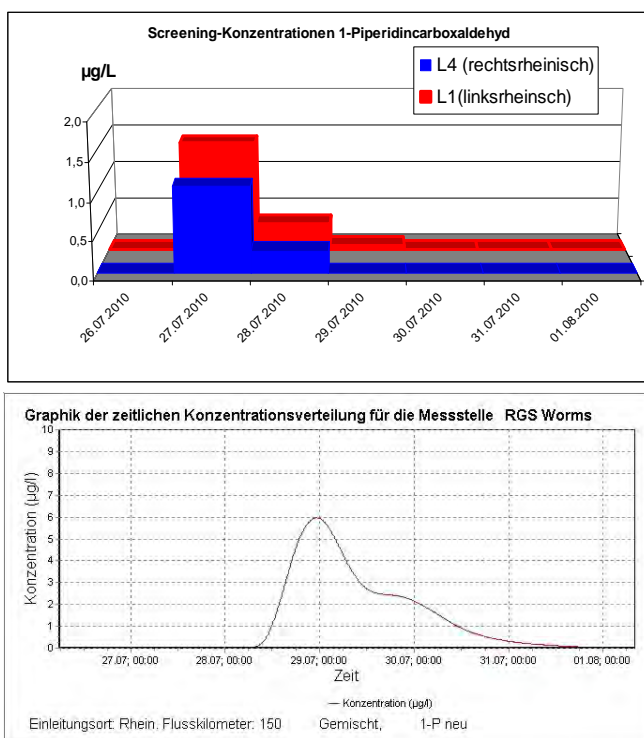 Screening-Konzentrationen 1-Piperidincarboxaldehyd
µg/L
L4 (rechtsrheinisch)
L1(linksrheinsch)
2,0
1,5
1,0
0,5
0,0
26.07.2010 27.07.2010 28.07.2010 29.07.2010 30.07.2010 31.07.2010 01.08.2010
Graphik der zeitlichen Konzentrationsverteilung für die Messstelle RGS Worms
Konzentration (µg/l)
10
9
8
7
6
5
4
3
2
1
0
27.07; 00:00 28.07; 00:00 29.07; 00:00 30.07; 00:00 31.07; 00:00 01.08; 00:00
Zeit
Konzentration (µg/l)
Einleitungsort: Rhein. Flusskilometer: 150 Gemischt, 1-P neu